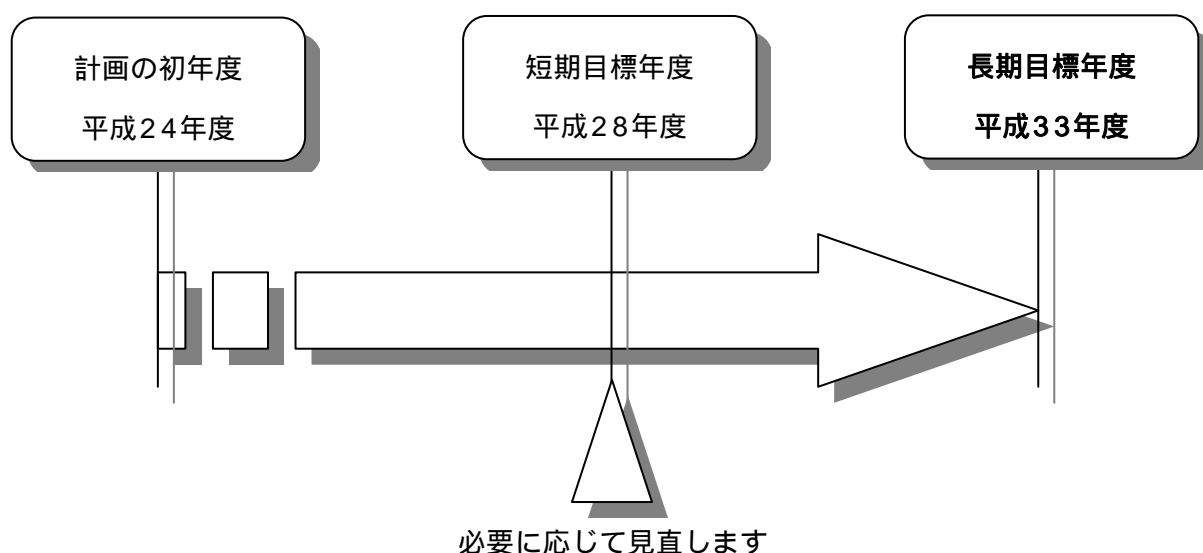 計画の初年度
平成24年度
短期目標年度
平成28年度
長期目標年度
平成33年度
必要に応じて見直します